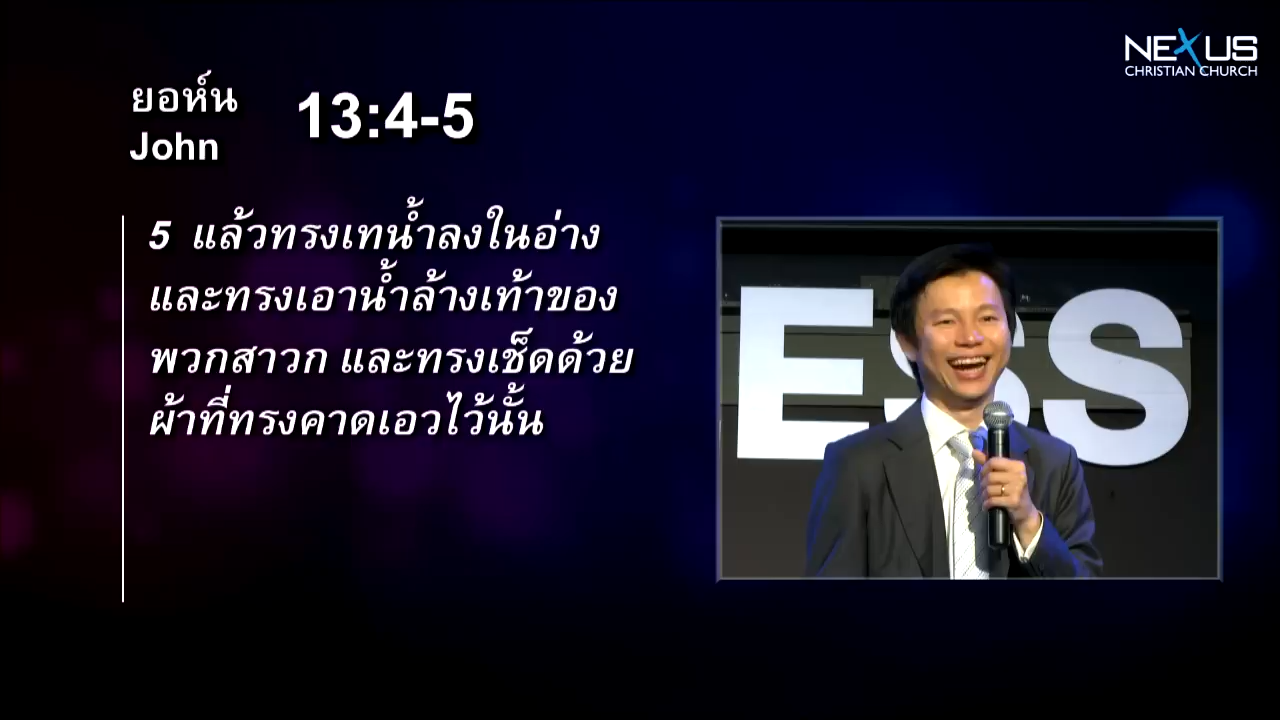 NEXUS
CHRISTIAN CHURCH
ยอห์น
John
13:4-5
5 แล้วทรงเทน้ำลงในอ่าง
และทรงเอาน้ำล้างเท้าของ
พวกสาวก และทรงเช็ดด้วย
ผ้าที่ทรงคาดเอวไว้นั้น
ESS